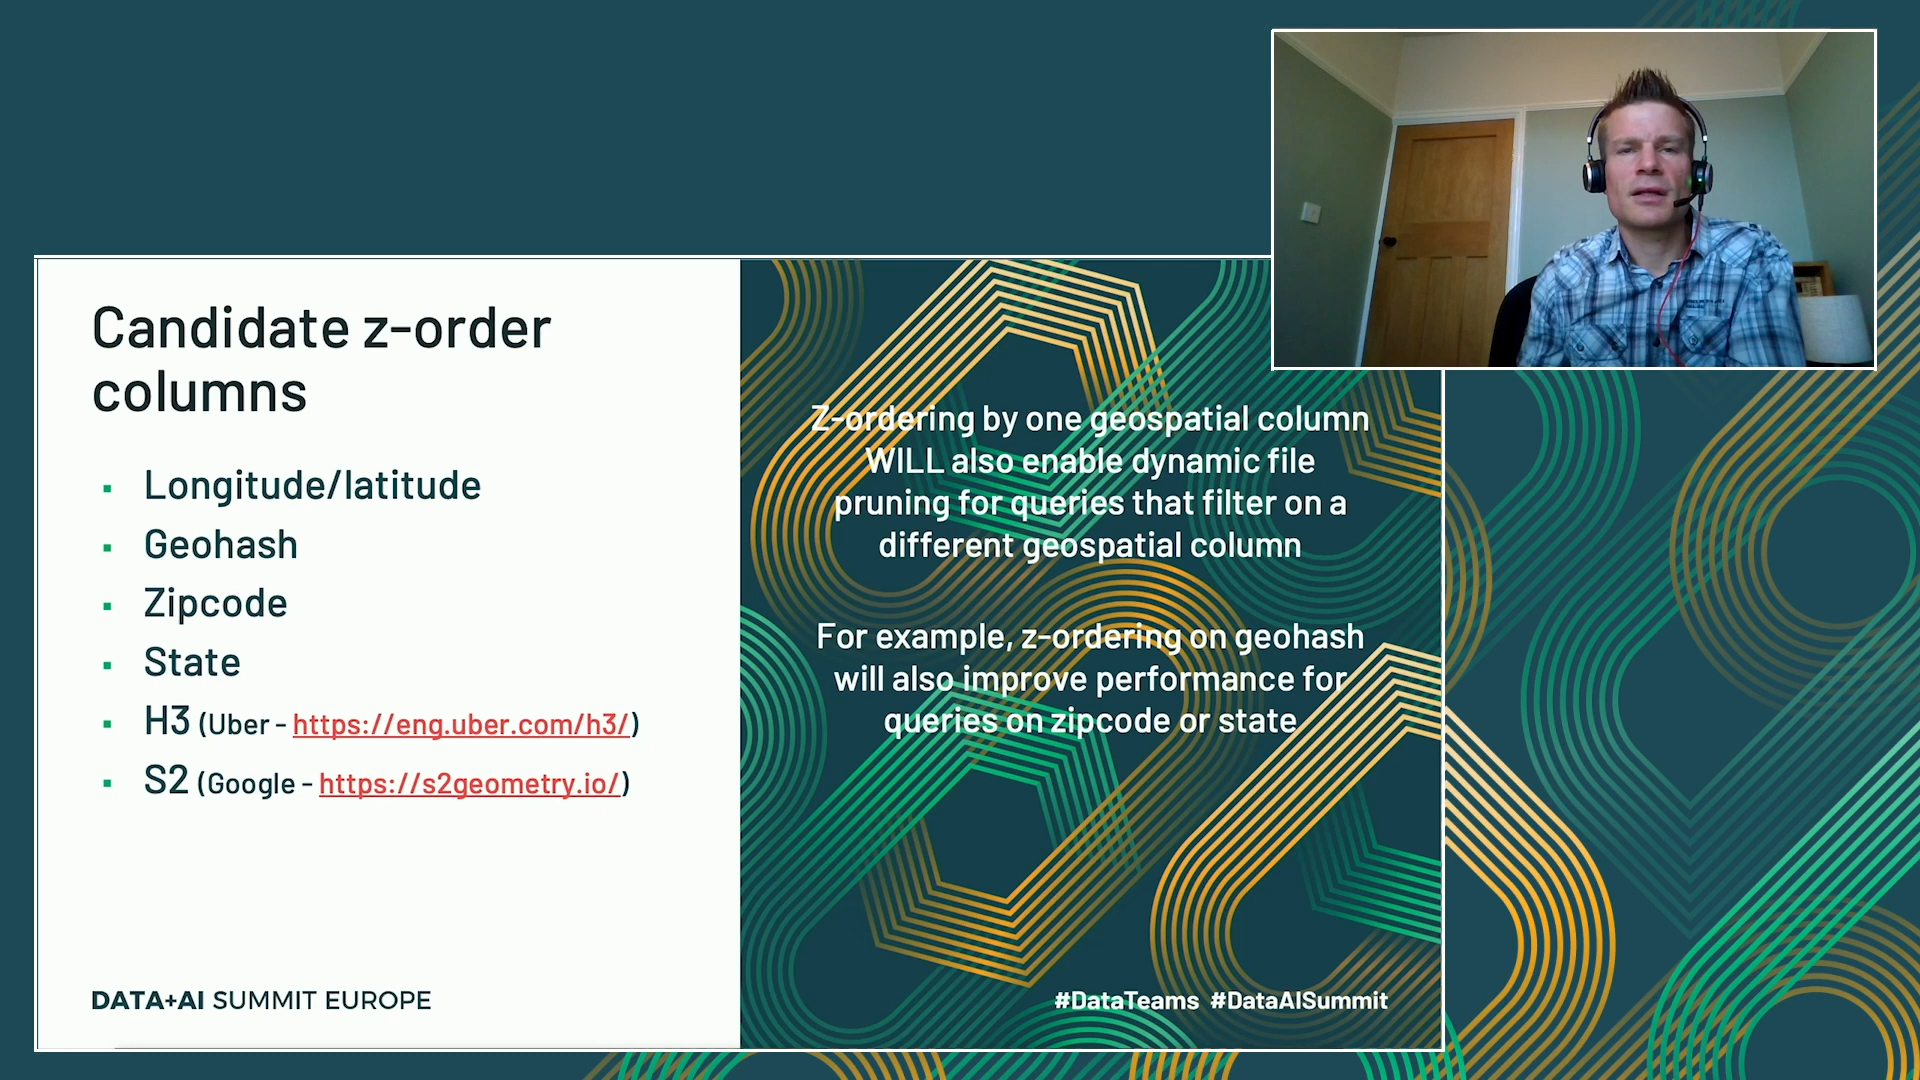 Candidate z-order
columns
Longitude/latitude
Geohash
Zipcode
State
H3 (Uber - https://eng.uber.com/h3/)
S2 (Google - https://s2geometry.io/)
DATA+AI SUMMIT EUROPE
Z-ordering by one geospatial column
WILL also enable dynamic file
pruning for queries that filter on a
different geospatial column
For example, z-ordering on geohash
will also improve performance for
queries on zipcode or state
#DataTeams #DataAISummit